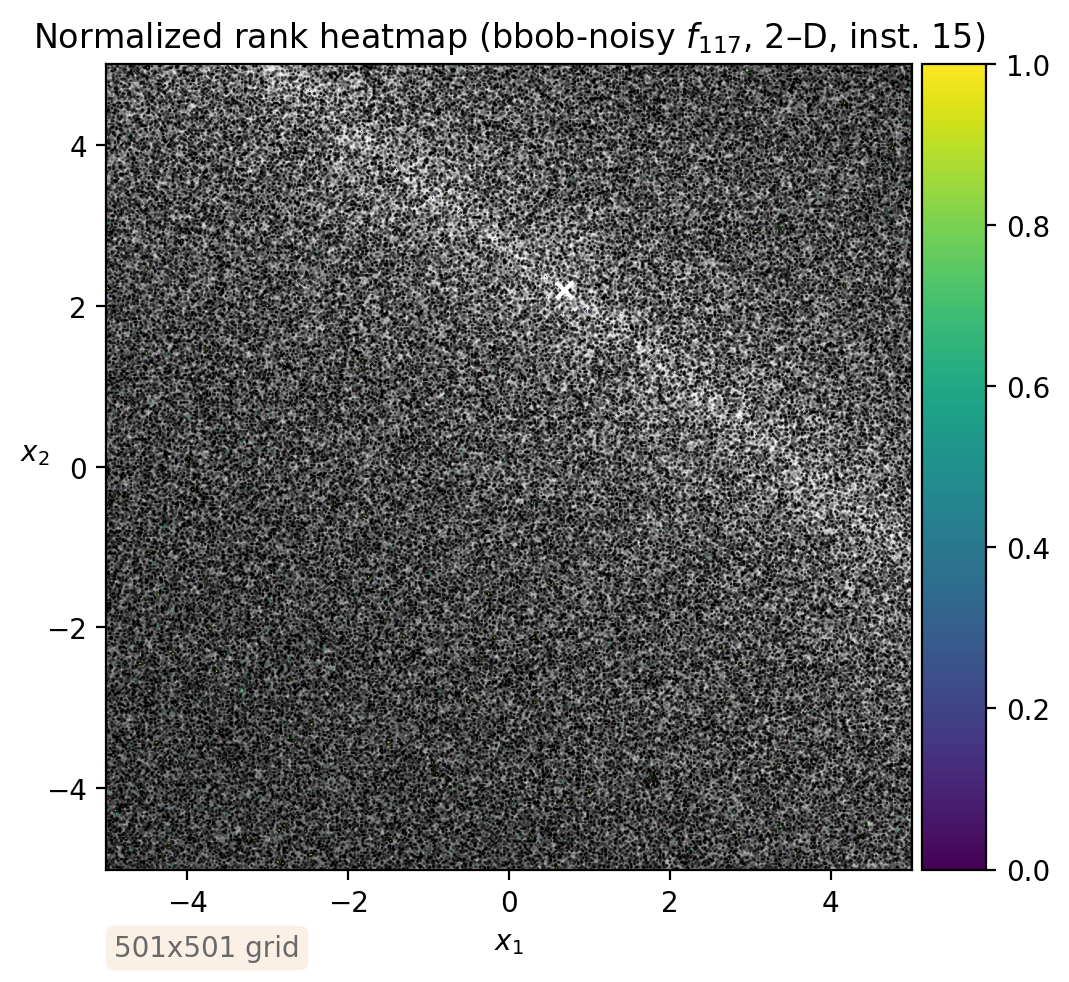 Normalized rank heatmap (bbob-noisy f₁₁₇, 2–D, inst. 15)
1.0
0.8
0.6
0.4
0.2
0.0
4
2
0
−2
−4
x₂
−4 −2 0 2 4
x₁
501x501 grid